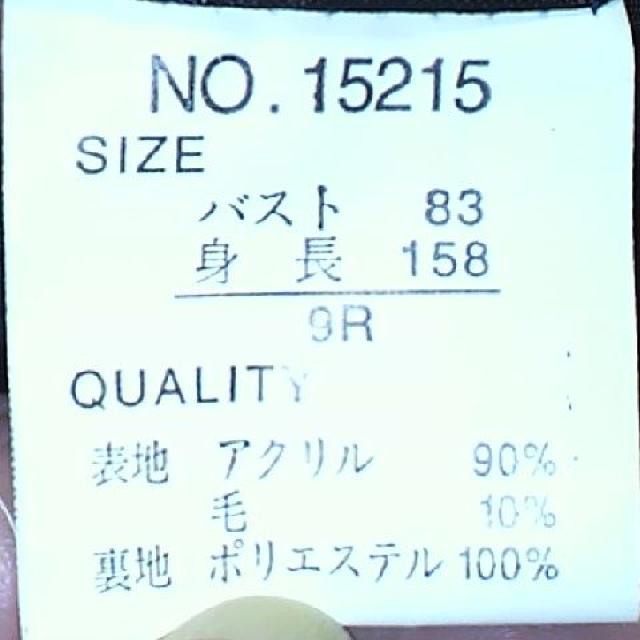 NO. 15215
SIZE
バスト 83
身 長 158
9R
QUALITY
表地 アクリル 90%
毛 10%
裏地 ポリエステル 100%